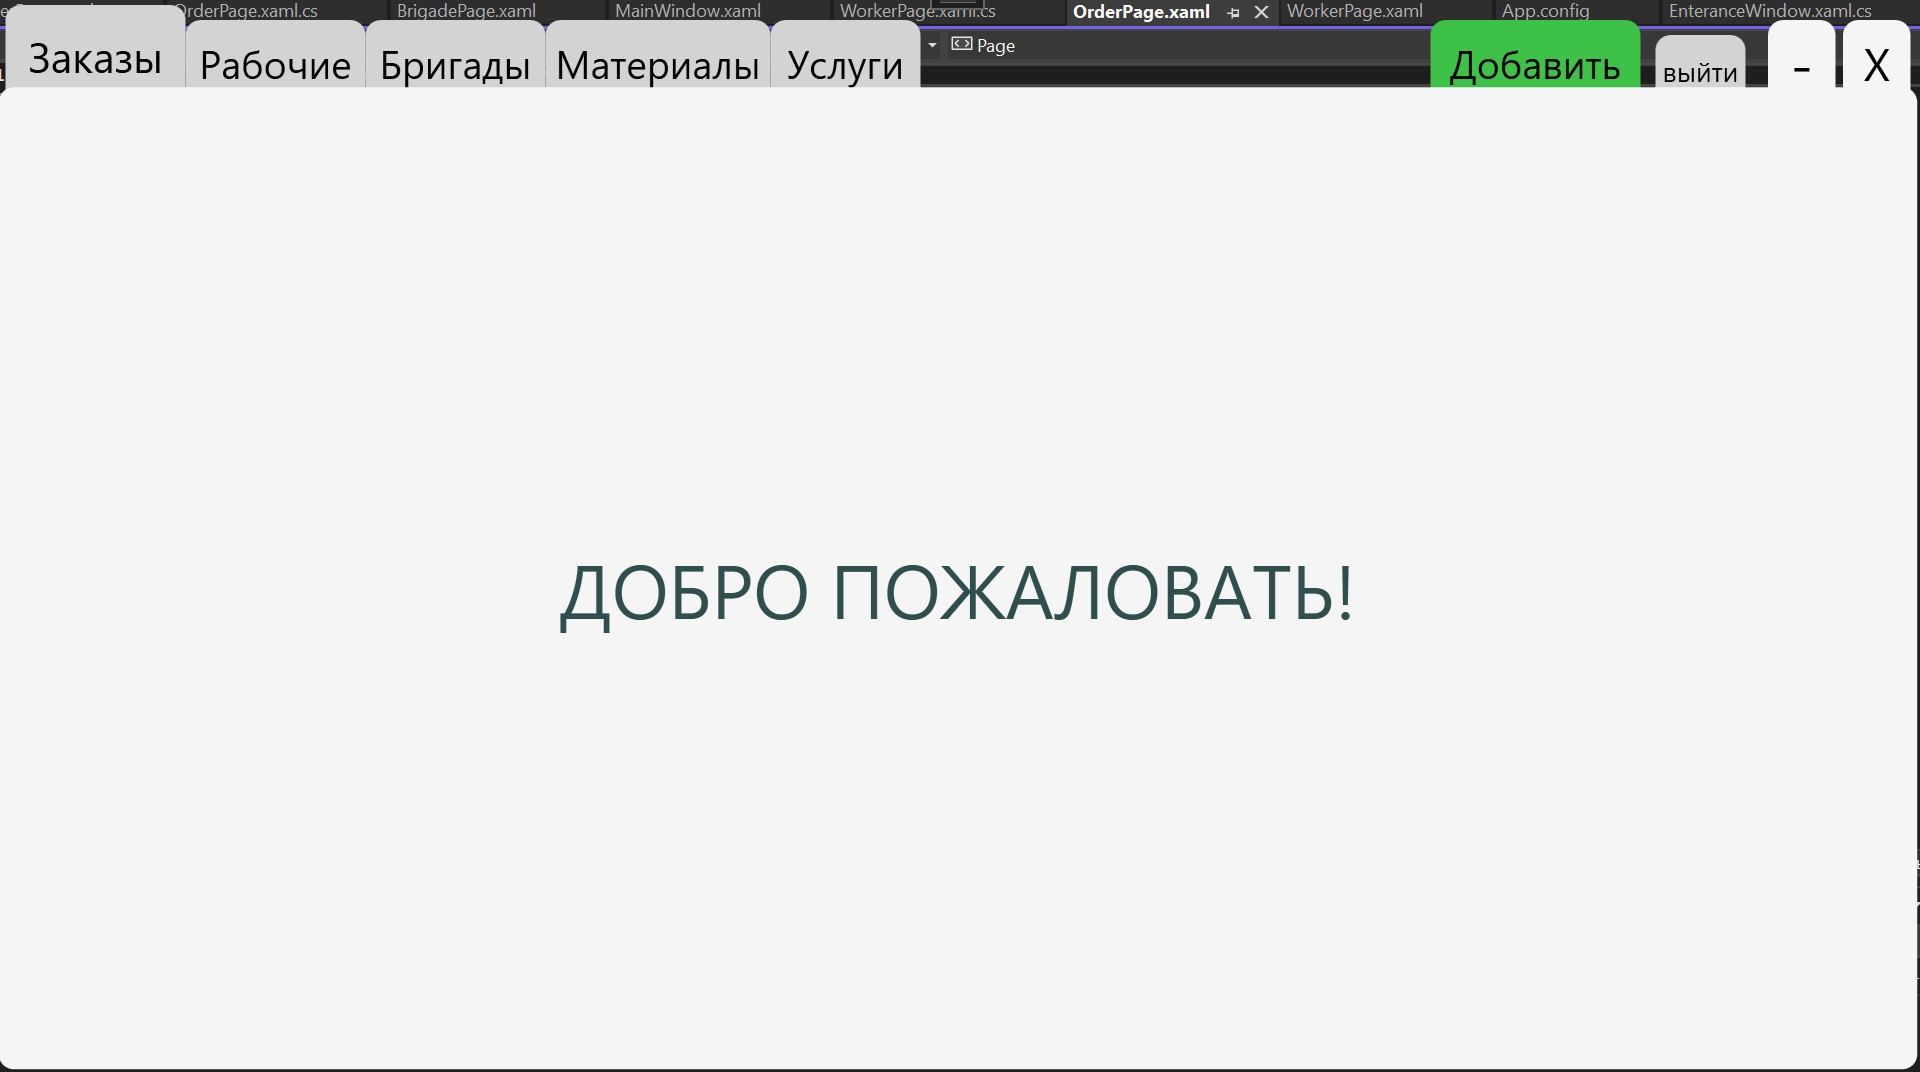 OrderPage.xaml.cs BrigadePage.xaml MainWindow.xaml WorkerPage.xaml.cs OrderPage.xaml WorkerPage.xaml App.config EnteranceWindow.xaml.cs
Заказы Рабочие Бригады Материалы Услуги Page Добавить выйти - X
ДОБРО ПОЖАЛОВАТЬ!